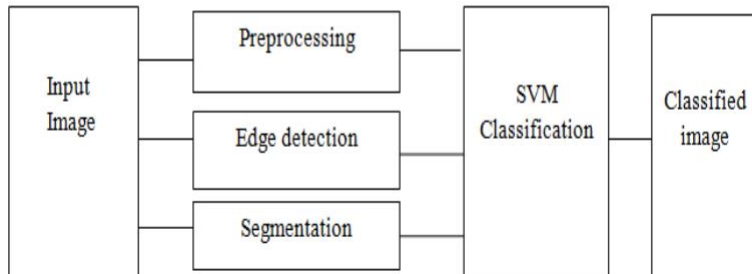 Input
Image
Preprocessing
Edge detection
Segmentation
SVM
Classification
Classified
image